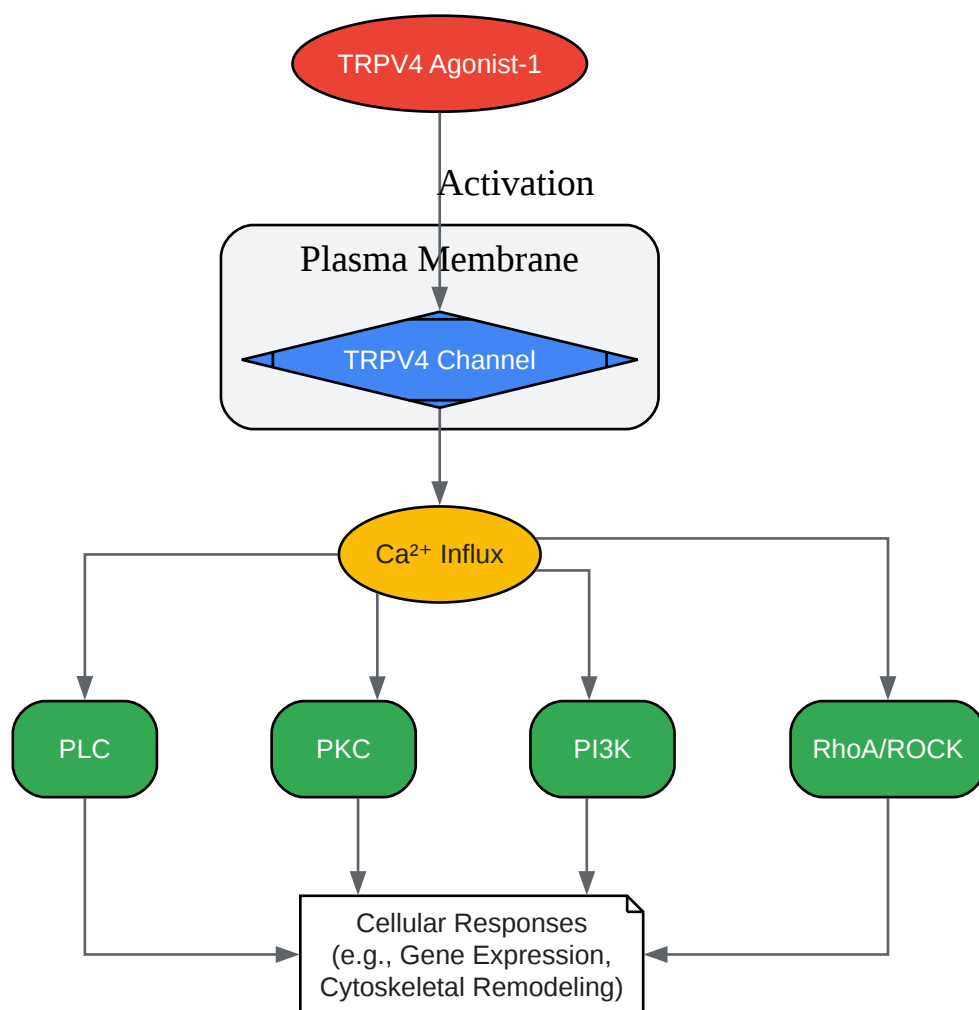 TRPV4 Agonist-1
Activation
Plasma Membrane
TRPV4 Channel
Ca²⁺ Influx
PLC
PKC
PI3K
RhoA/ROCK
Cellular Responses
(e.g., Gene Expression,
Cytoskeletal Remodeling)